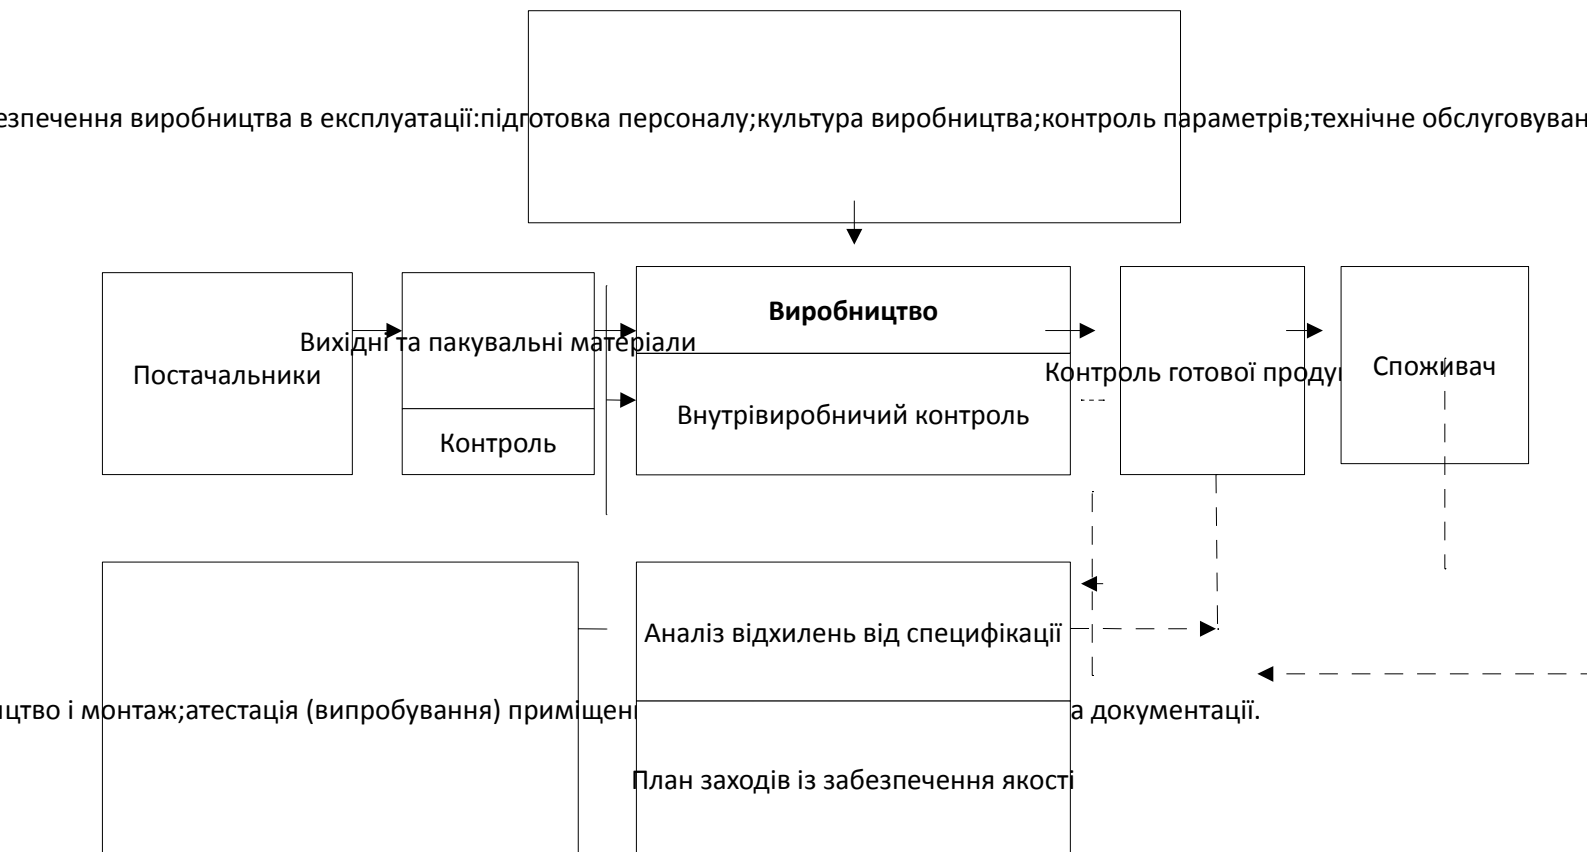 езпечення виробництва в експлуатації:підготовка персоналу;культура виробництва;контроль параметрів;технічне обслуговуван
Виробництво
Вихідні та пакувальні матеріали
Постачальники
Контроль готової проду
Споживач
Внутрівиробничий контроль
Контроль
Аналіз відхилень від специфікації
цтво і монтаж;атестація (випробування) приміщен
а документації.
План заходів із забезпечення якості